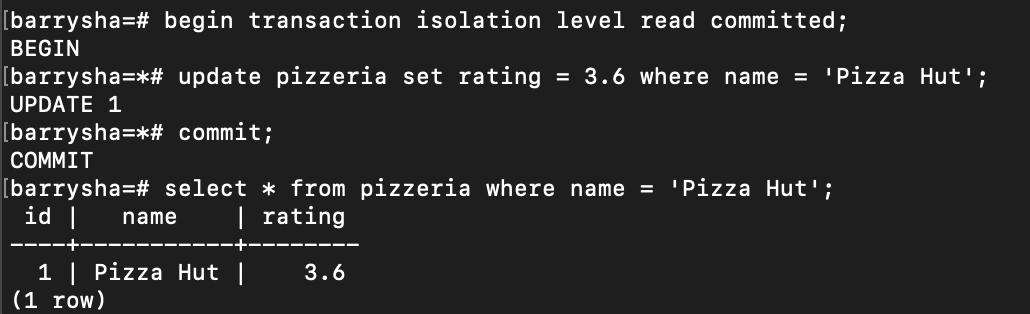 [barrysha=# begin transaction isolation level read committed;
BEGIN
[barrysha=*# update pizzeria set rating = 3.6 where name = 'Pizza Hut';
UPDATE 1
[barrysha=*# commit;
COMMIT
[barrysha=# select * from pizzeria where name = 'Pizza Hut';
 id |   name    | rating
----+-----------+--------
  1 | Pizza Hut |    3.6
(1 row)